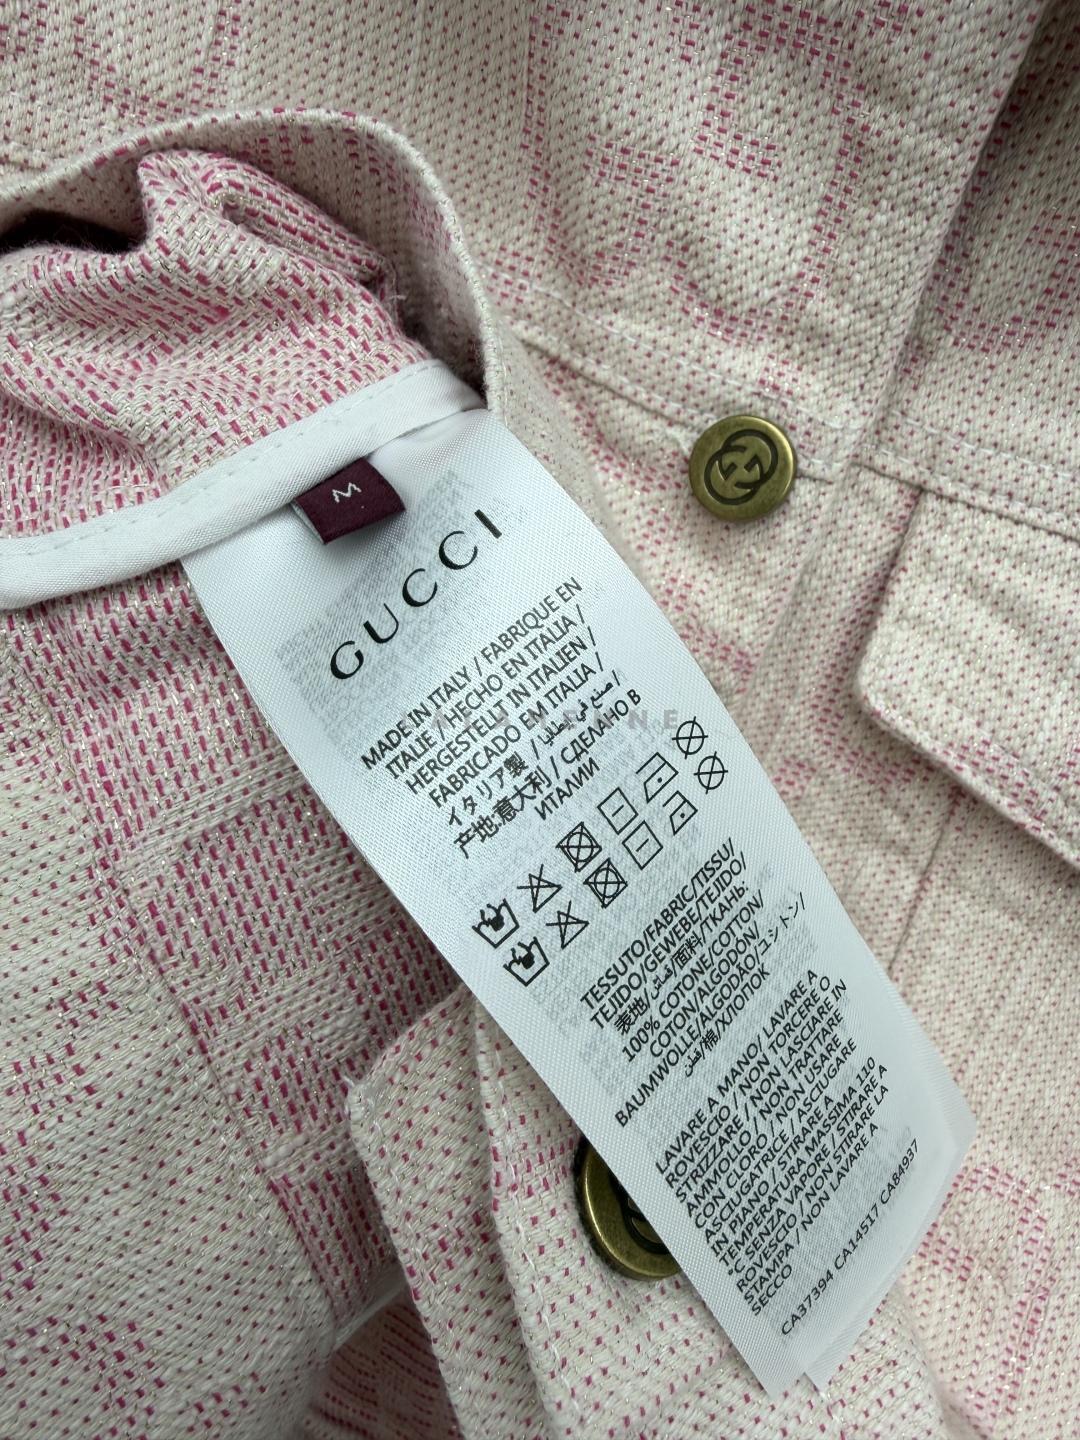 M
GUCCI
MADE IN ITALY / FABRIQUE EN
ITALIE / HECHO EN ITALIA /
HERGESTELLT IN ITALIEN /
FABRICADO EM ITALIA /
イタリア製 / صنع في إيطاليا /
产地:意大利 / СДЕЛАНО В
ИТАЛИИ
TESSUTO/FABRIC/TISSU/
TEJIDO/GEWEBE/TEJIDO/
表地/قماش/面料/ТКАНЬ:
100% COTONE/COTTON/
COTON/ALGODÓN/
BAUMWOLLE/ALGODÃO/ユシトン/
قطن/棉/ХЛОПОК
LAVARE A MANO/ LAVARE A
ROVESCIO / NON TORCERE O
STRIZZARE / NON LASCIARE IN
AMMOLLO / NON TRATTARE
CON CLORO / NON USARE
ASCIUGATRICE / ASCIUGARE
IN PIANO / STIRARE A
TEMPERATURA MASSIMA 110
°C SENZA VAPORE / STIRARE A
ROVESCIO / NON STIRARE LA
STAMPA / NON LAVARE A
SECCO
CA37394 CA14517 CA84937